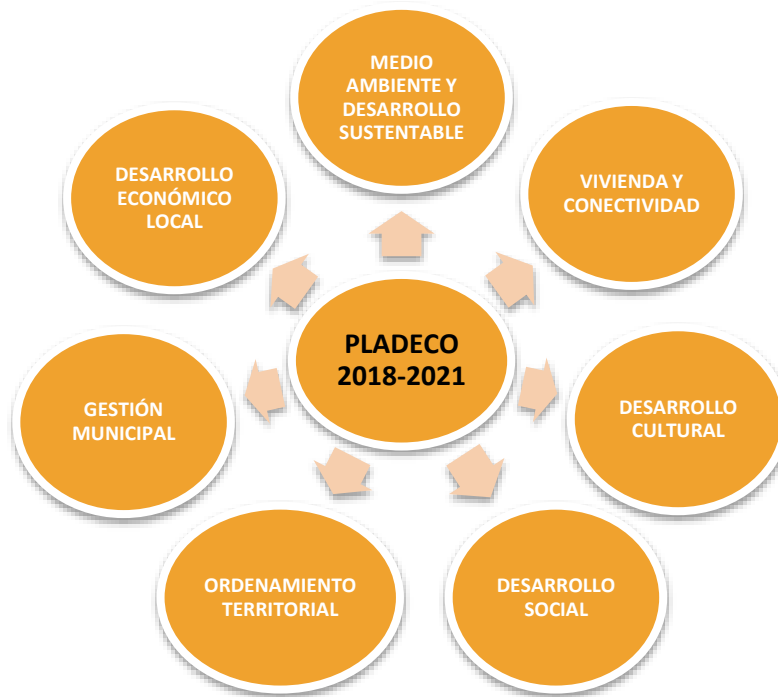 MEDIO
AMBIENTE Y
DESARROLLO
SUSTENTABLE
VIVIENDA Y
CONECTIVIDAD
DESARROLLO
CULTURAL
DESARROLLO
SOCIAL
ORDENAMIENTO
TERRITORIAL
GESTIÓN
MUNICIPAL
DESARROLLO
ECONÓMICO
LOCAL
PLADECO
2018-2021